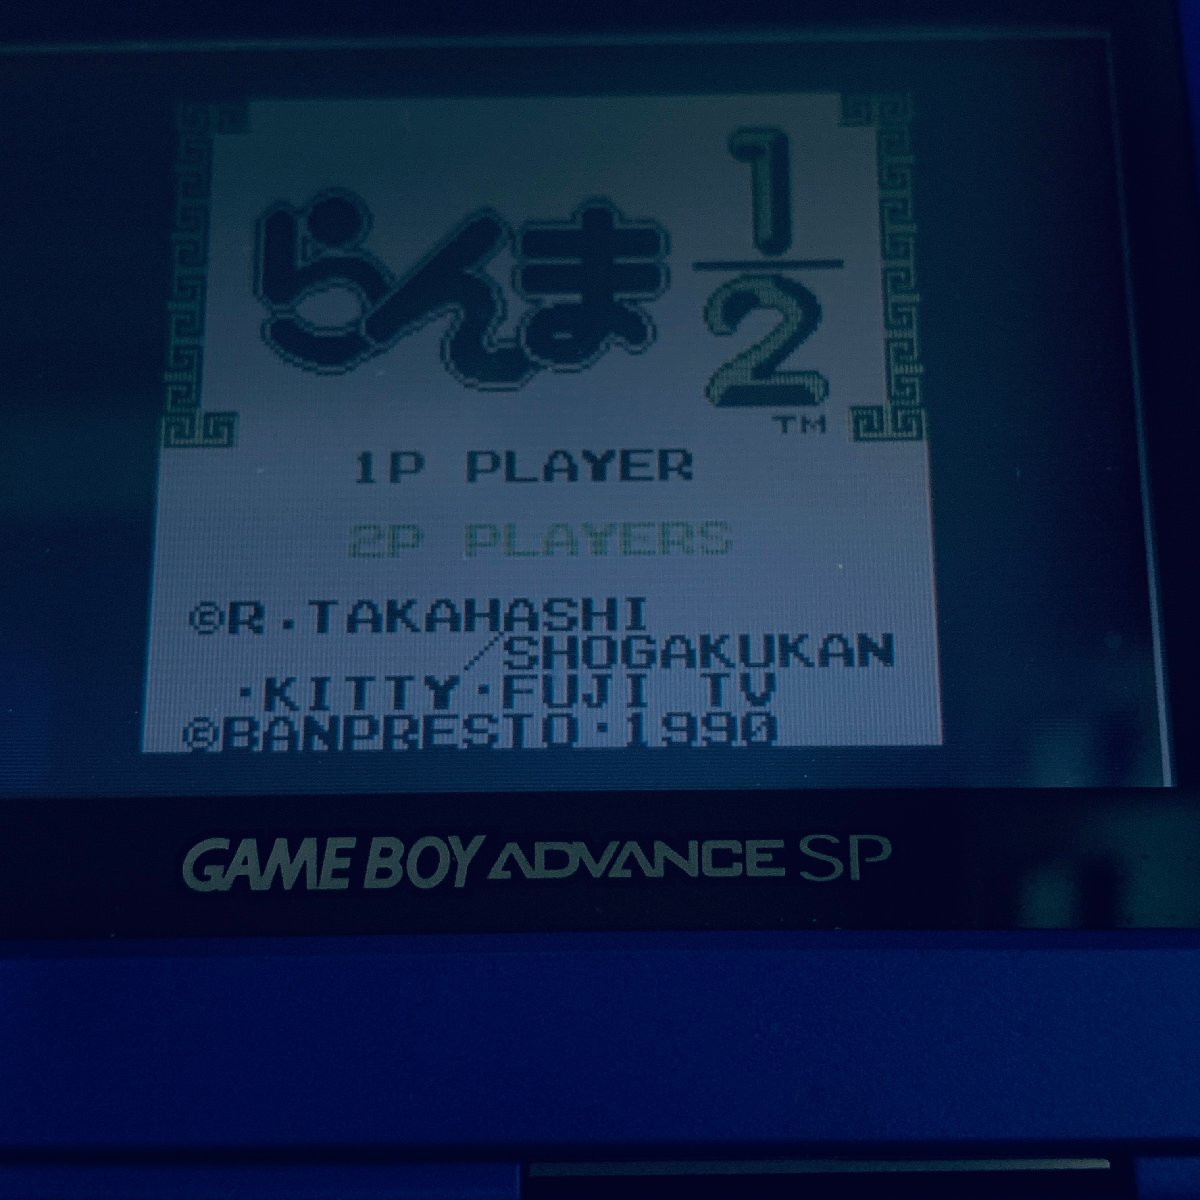 らんま 1/2
TM
1P PLAYER
2P PLAYERS
©R.TAKAHASHI
/SHOGAKUKAN
·KITTY·FUJI TV
©BANPRESTO·1990
GAME BOY ADVANCE SP